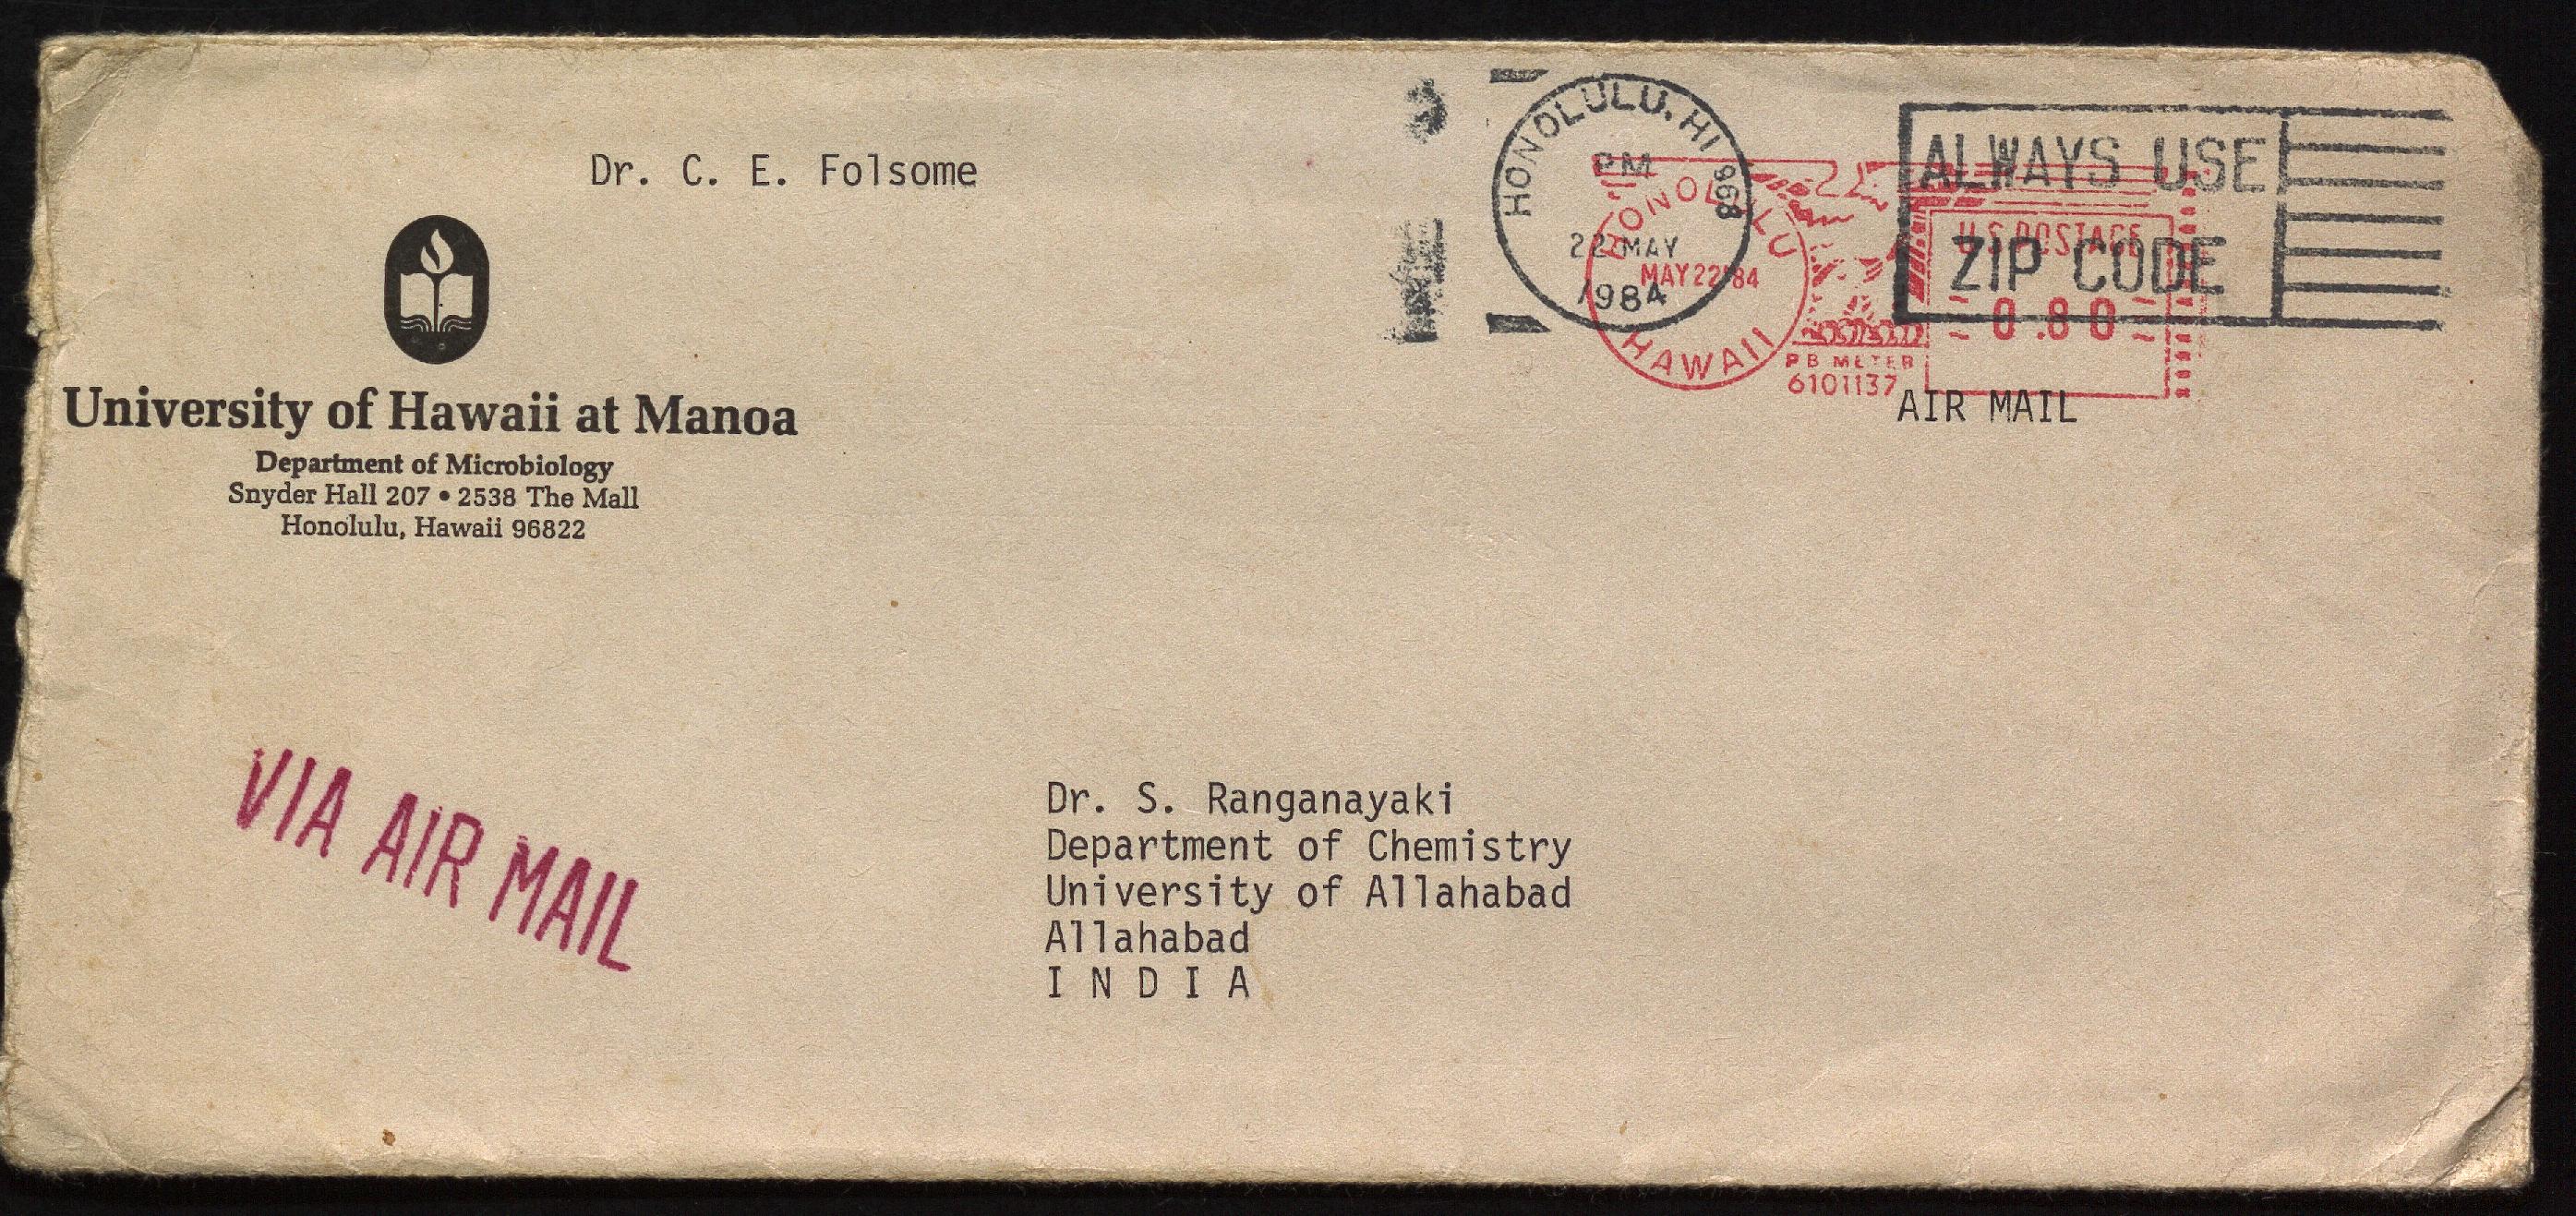 Dr. C. E. Folsome
University of Hawaii at Manoa
Department of Microbiology
Snyder Hall 207 • 2538 The Mall
Honolulu, Hawaii 96822
HONOLULU, HI 968
PM
22 MAY
1984
HONOLULU
MAY 22 '84
HAWAII
PB METER
6101137
ALWAYS USE
ZIP CODE
U.S. POSTAGE
0.80
AIR MAIL
VIA AIR MAIL
Dr. S. Ranganayaki
Department of Chemistry
University of Allahabad
Allahabad
I N D I A